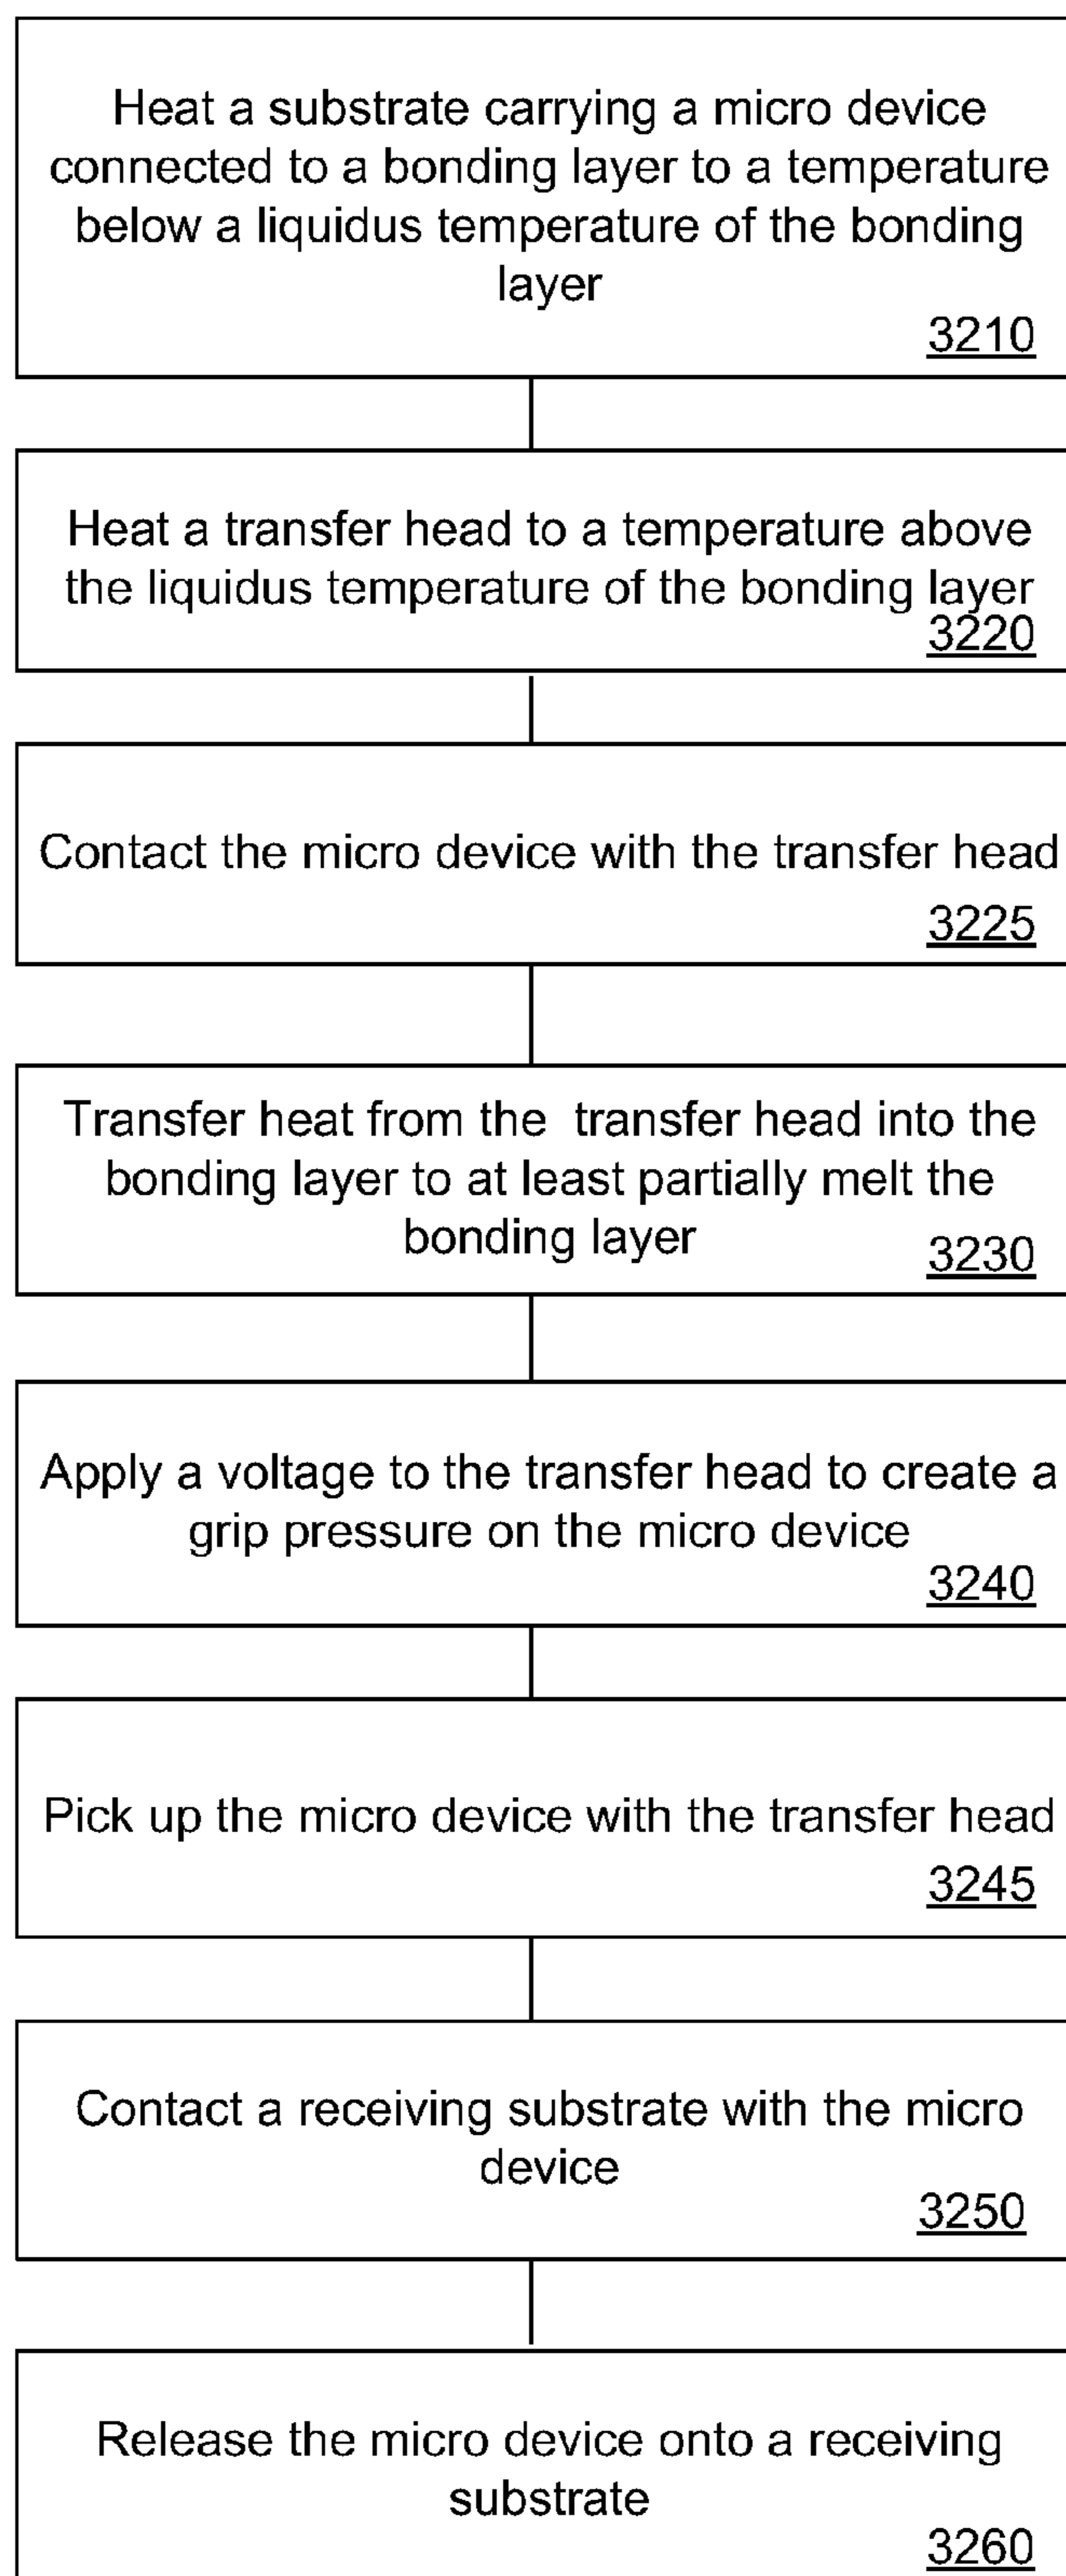 Heat a substrate carrying a micro device
connected to a bonding layer to a temperature
below a liquidus temperature of the bonding
layer
3210
Heat a transfer head to a temperature above
the liquidus temperature of the bonding layer
3220
Contact the micro device with the transfer head
3225
Transfer heat from the transfer head into the
bonding layer to at least partially melt the
bonding layer
3230
Apply a voltage to the transfer head to create a
grip pressure on the micro device
3240
Pick up the micro device with the transfer head
3245
Contact a receiving substrate with the micro
device
3250
Release the micro device onto a receiving
substrate
3260